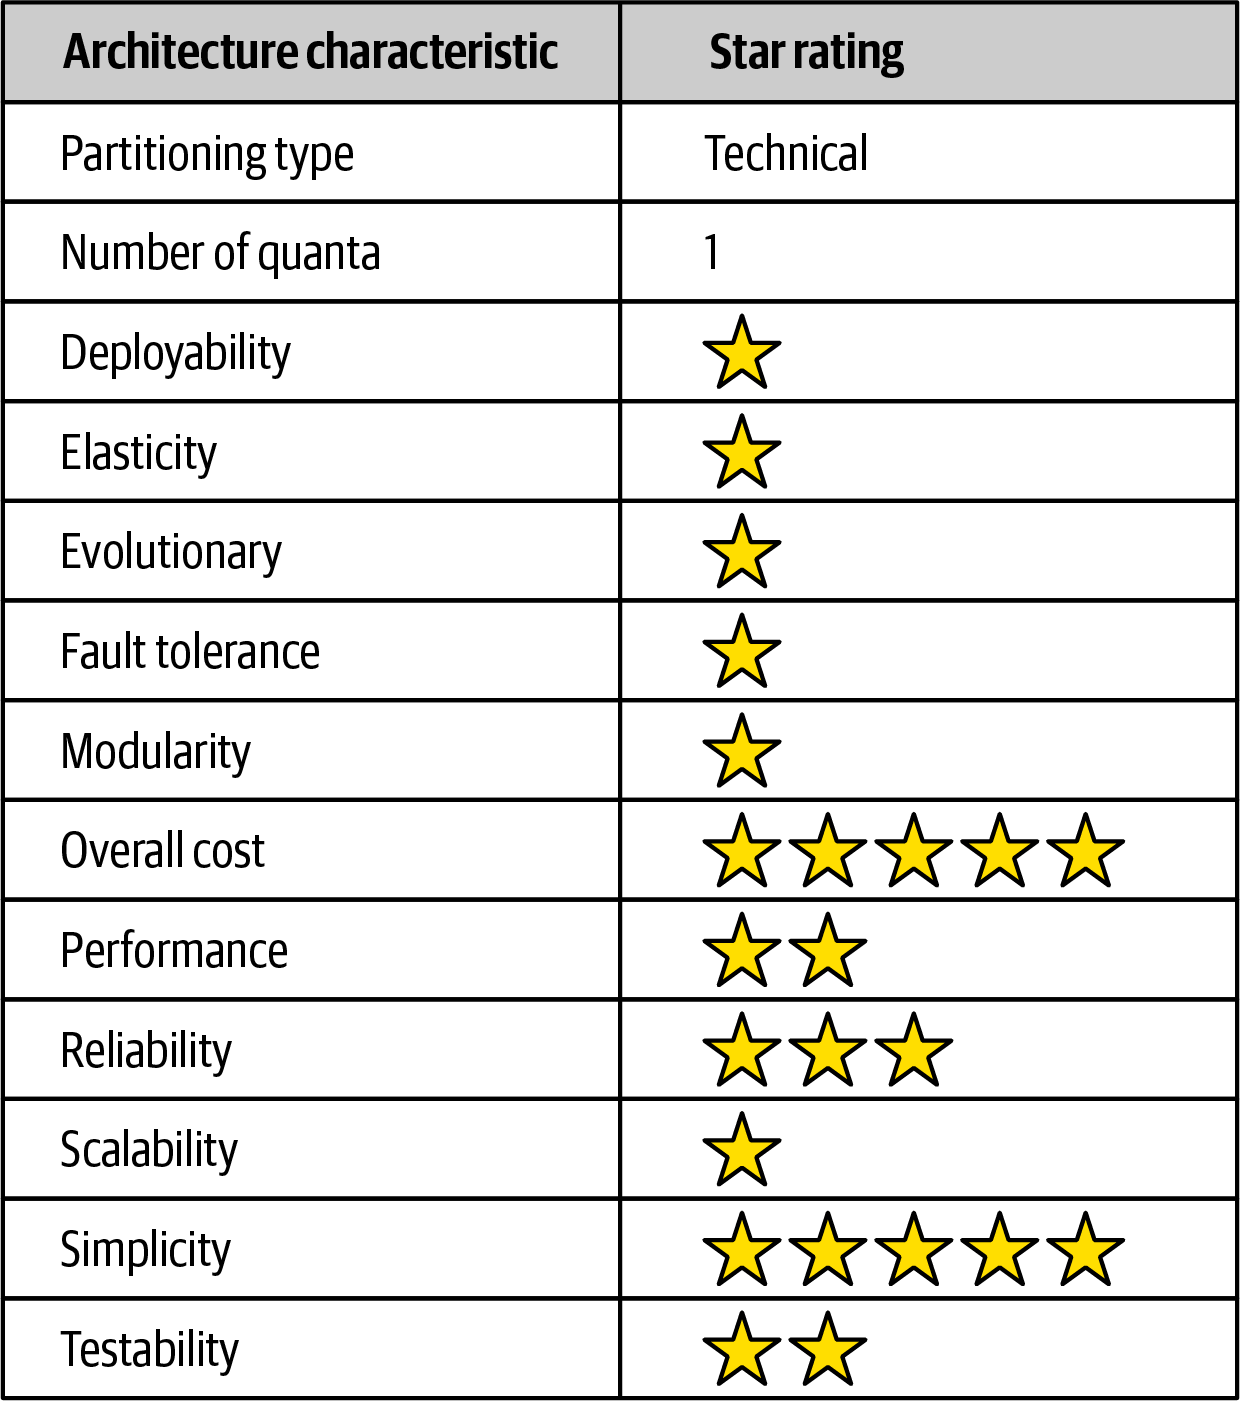 Architecture characteristic Star rating
Partitioning type Technical
Number of quanta 1
Deployability
Elasticity
Evolutionary
Fault tolerance
Modularity
Overall cost
Performance
Reliability
Scalability
Simplicity
Testability